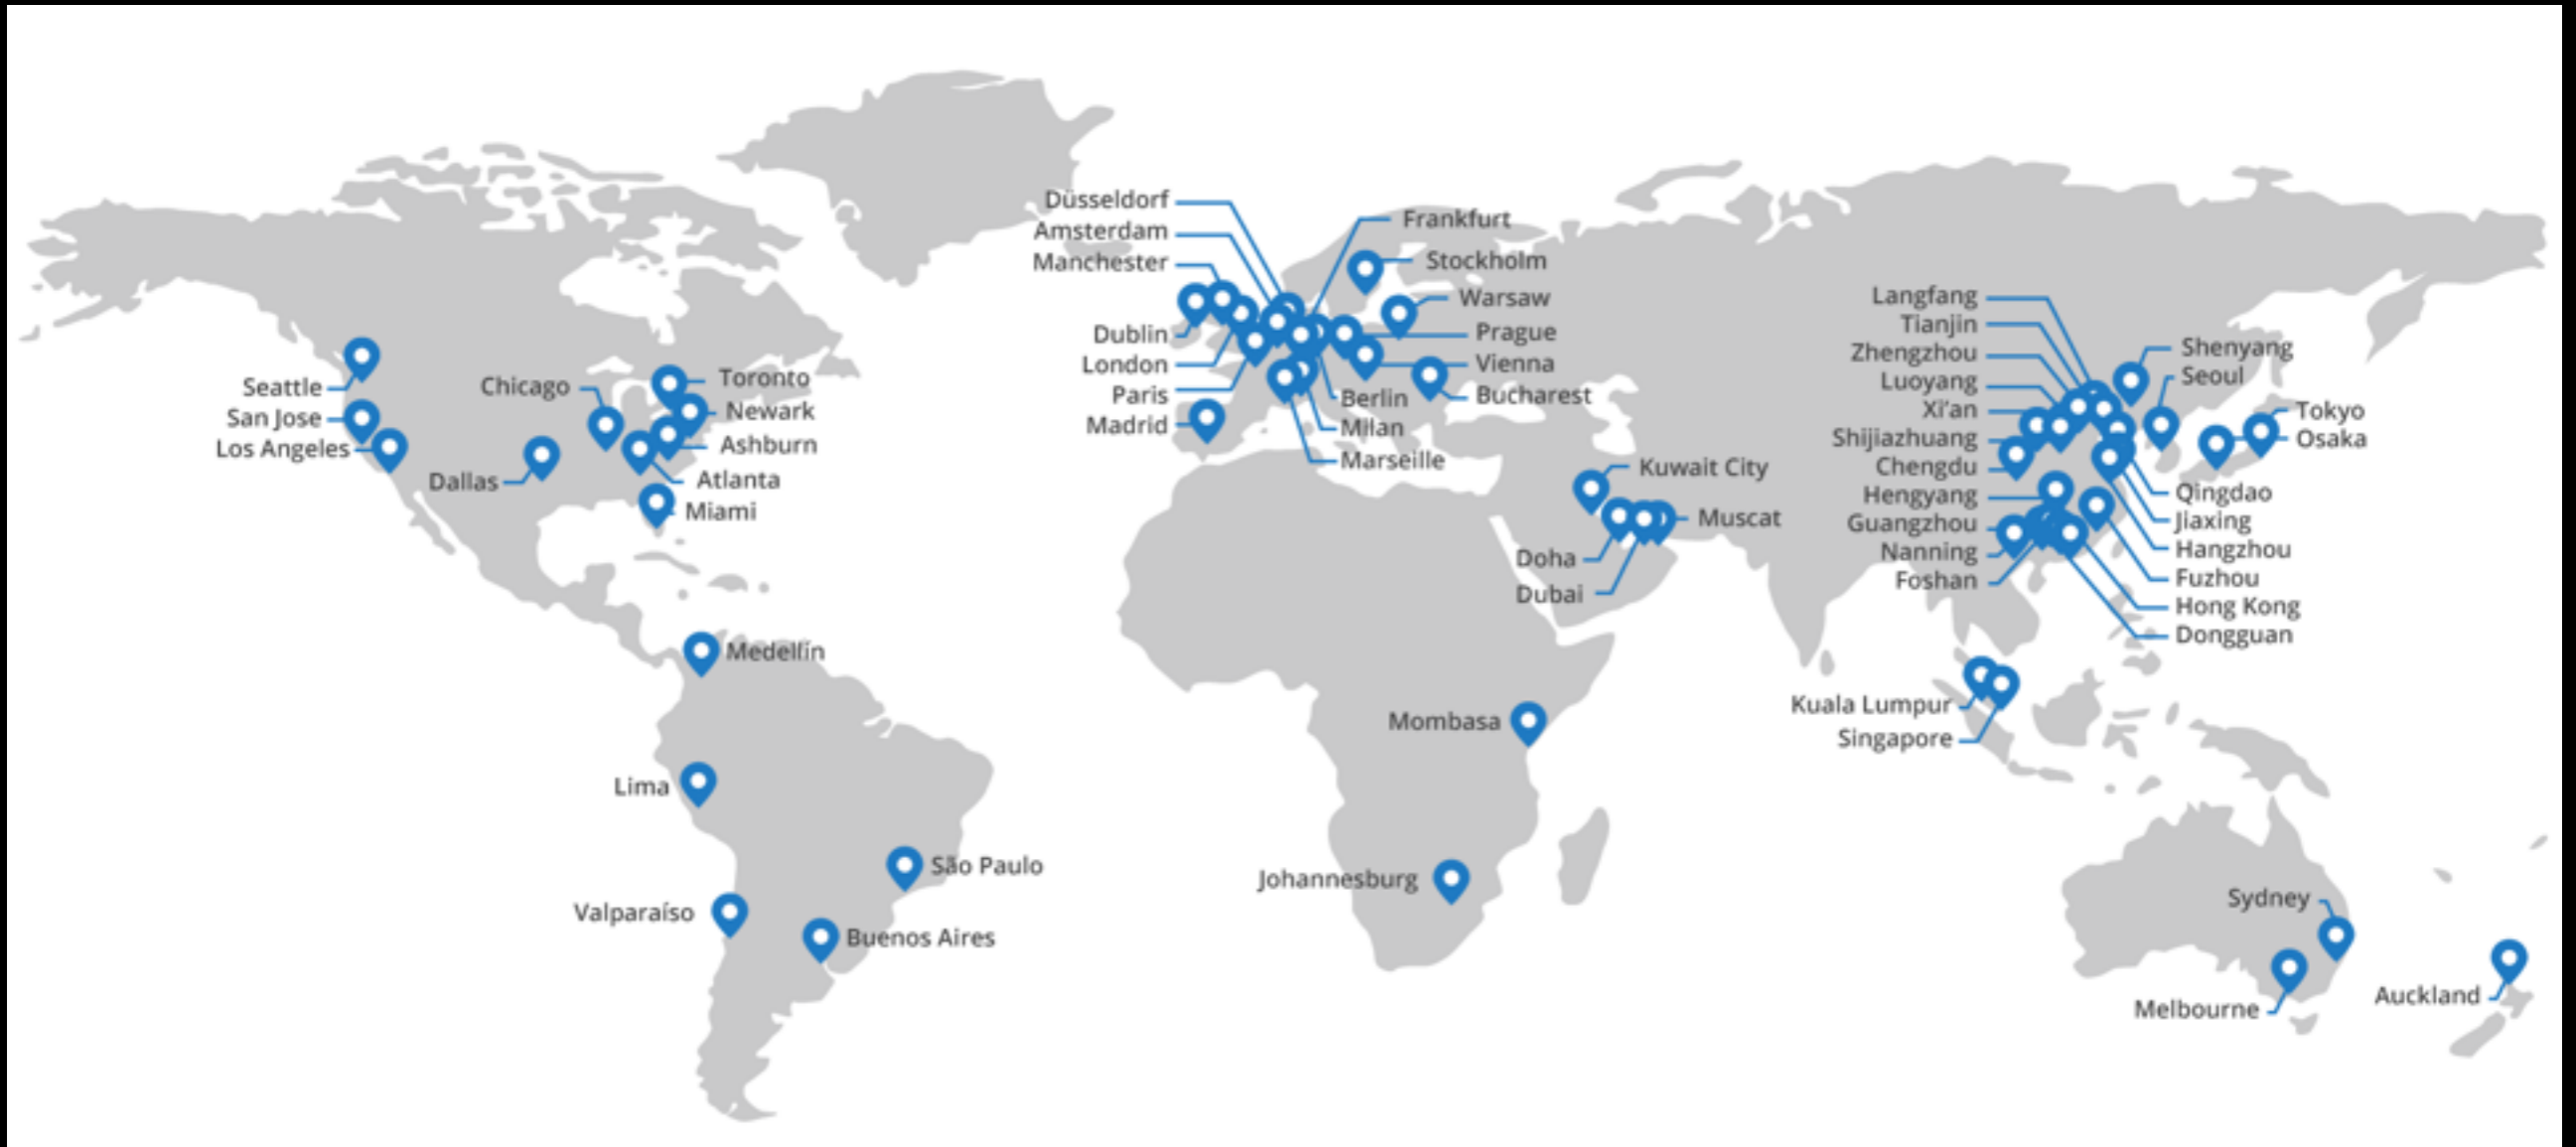 Seattle
San Jose
Los Angeles
Dallas
Chicago
Toronto
Newark
Ashburn
Atlanta
Miami
Medellín
Lima
São Paulo
Valparaíso
Buenos Aires
Düsseldorf
Amsterdam
Manchester
Dublin
London
Paris
Madrid
Frankfurt
Stockholm
Warsaw
Prague
Vienna
Bucharest
Berlin
Milan
Marseille
Kuwait City
Muscat
Doha
Dubai
Mombasa
Johannesburg
Langfang
Tianjin
Zhengzhou
Luoyang
Xi'an
Shijiazhuang
Chengdu
Hengyang
Guangzhou
Nanning
Foshan
Shenyang
Seoul
Tokyo
Osaka
Qingdao
Jiaxing
Hangzhou
Fuzhou
Hong Kong
Dongguan
Kuala Lumpur
Singapore
Sydney
Melbourne
Auckland